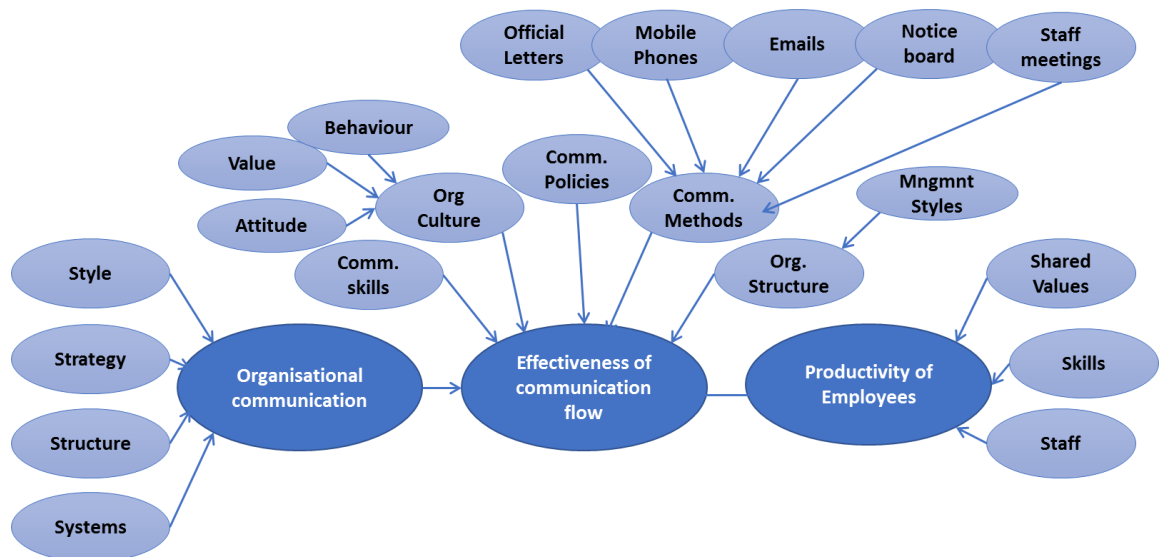 Official
Letters
Mobile
Phones
Emails
Notice
board
Staff
meetings
Behaviour
Value
Attitude
Org
Culture
Comm.
Policies
Comm.
Methods
Mngmnt
Styles
Comm.
skills
Org.
Structure
Style
Strategy
Structure
Systems
Organisational
communication
Effectiveness of
communication
flow
Productivity of
Employees
Shared
Values
Skills
Staff